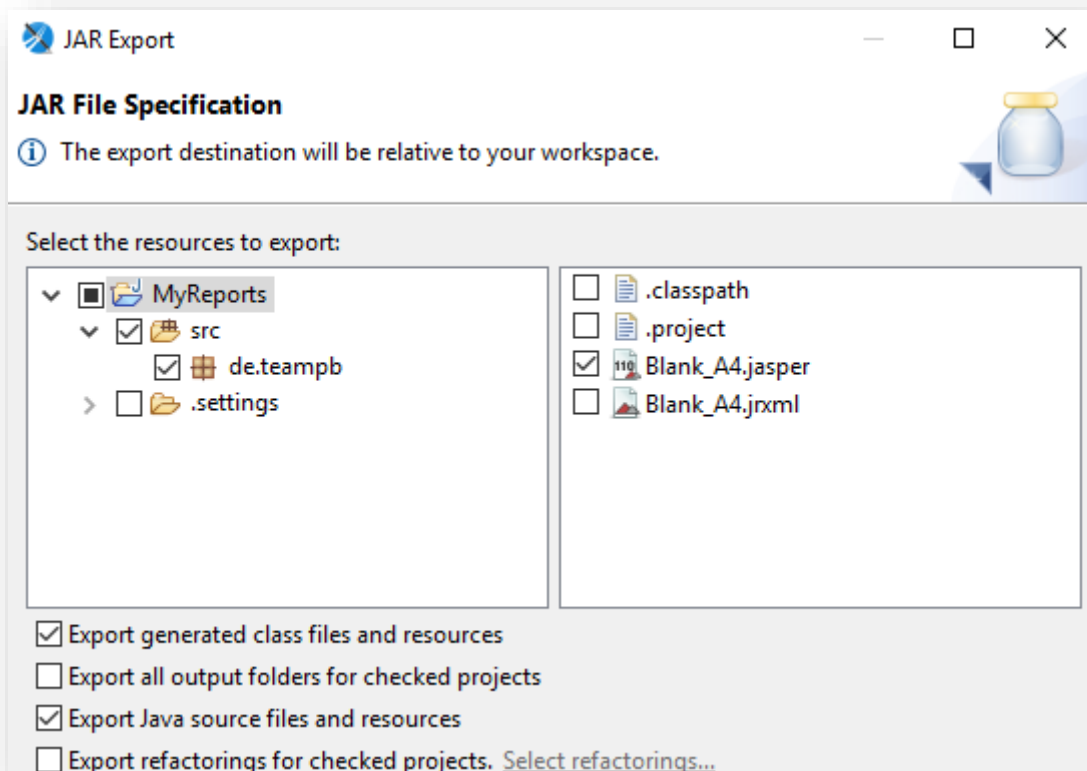 JAR Export
JAR File Specification
The export destination will be relative to your workspace.
Select the resources to export:
MyReports
src
de.teampb
.settings
.classpath
.project
Blank_A4.jasper
Blank_A4.jrxml
Export generated class files and resources
Export all output folders for checked projects
Export Java source files and resources
Export refactorings for checked projects. Select refactorings...